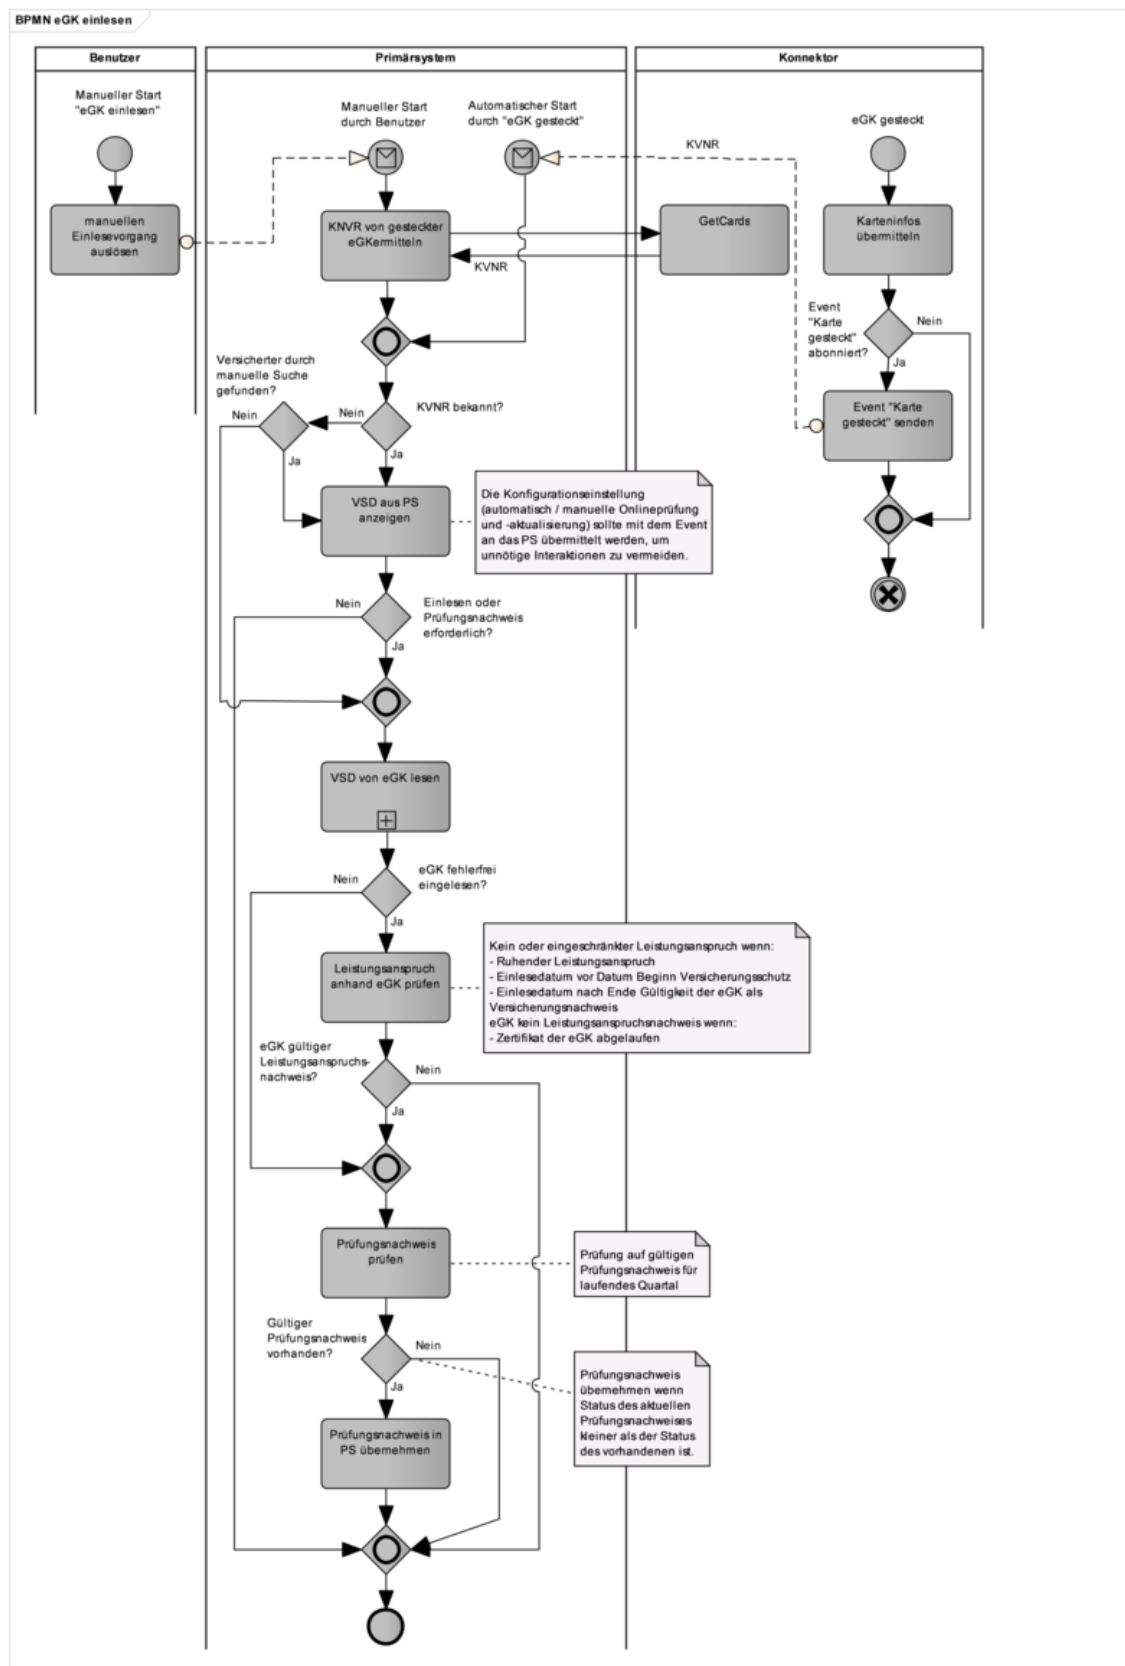 BPMN eGK einlesen
Benutzer
Primärsystem
Konnektor
Manueller Start
"eGK einlesen"
Manueller Start
durch Benutzer
Automatischer Start
durch "eGK gesteckt"
eGK gesteckt
KVNR
manuellen
Einlesevorgang
auslösen
KNVR von gesteckter
eGKermitteln
GetCards
Karteninfos
übermitteln
KVNR
Event
"Karte
gesteckt"
abonniert?
Nein
Ja
Versicherter durch
manuelle Suche
gefunden?
Nein
Nein
KVNR bekannt?
Ja
Ja
Event "Karte
gesteckt" senden
VSD aus PS
anzeigen
Die Konfigurationseinstellung
(automatisch / manuelle Onlineprüfung
und -aktualisierung) sollte mit dem Event
an das PS übermittelt werden, um
unnötige Interaktionen zu vermeiden.
Nein
Einlesen oder
Prüfungsnachweis
erforderlich?
Ja
VSD von eGK lesen
Nein
eGK fehlerfrei
eingelesen?
Ja
Leistungsanspruch
anhand eGK prüfen
Kein oder eingeschränkter Leistungsanspruch wenn:
- Ruhender Leistungsanspruch
- Einlesedatum vor Datum Beginn Versicherungsschutz
- Einlesedatum nach Ende Gültigkeit der eGK als
Versicherungsnachweis
eGK kein Leistungsanspruchsnachweis wenn:
- Zertifikat der eGK abgelaufen
eGK gültiger
Leistungsanspruchs-
nachweis?
Nein
Ja
Prüfungsnachweis
prüfen
Prüfung auf gültigen
Prüfungsnachweis für
laufendes Quartal
Gültiger
Prüfungsnachweis
vorhanden?
Nein
Ja
Prüfungsnachweis
übernehmen wenn
Status des aktuellen
Prüfungsnachweises
kleiner als der Status
des vorhandenen ist.
Prüfungsnachweis in
PS übernehmen